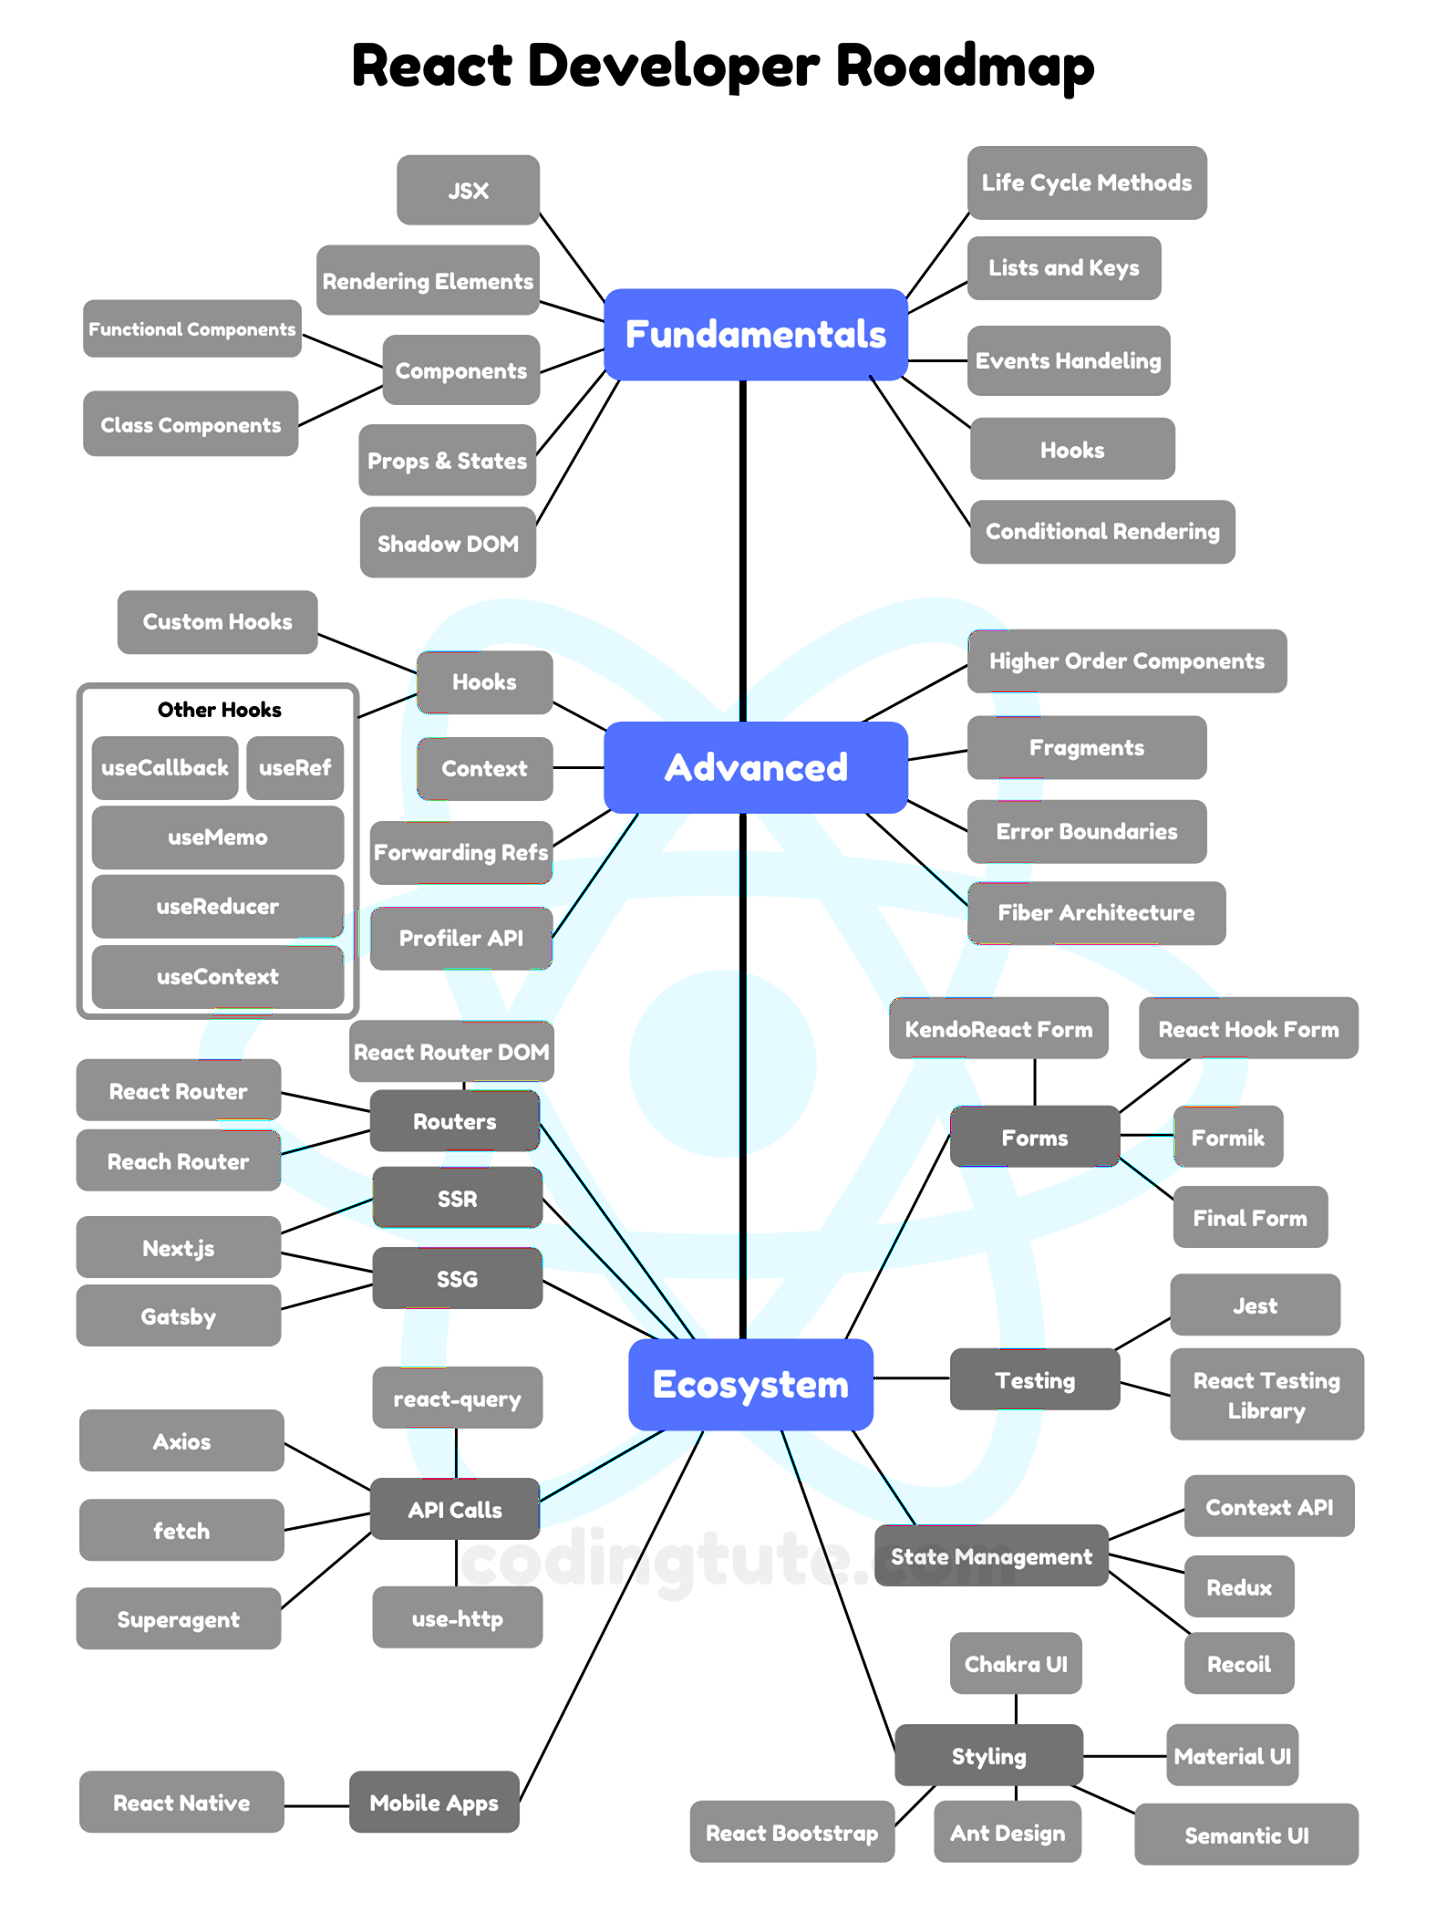 React Developer Roadmap
JSX
Rendering Elements
Functional Components
Components
Class Components
Props & States
Shadow DOM
Fundamentals
Life Cycle Methods
Lists and Keys
Events Handeling
Hooks
Conditional Rendering
Custom Hooks
Hooks
Other Hooks
useCallback
useRef
useMemo
useReducer
useContext
Context
Forwarding Refs
Profiler API
Advanced
Higher Order Components
Fragments
Error Boundaries
Fiber Architecture
React Router DOM
React Router
Routers
Reach Router
SSR
Next.js
SSG
Gatsby
KendoReact Form
React Hook Form
Forms
Formik
Final Form
Ecosystem
Jest
Testing
React Testing
Library
react-query
Axios
API Calls
fetch
Superagent
use-http
codingtute.com
State Management
Context API
Redux
Recoil
Chakra UI
Styling
Material UI
React Bootstrap
Ant Design
Semantic UI
React Native
Mobile Apps